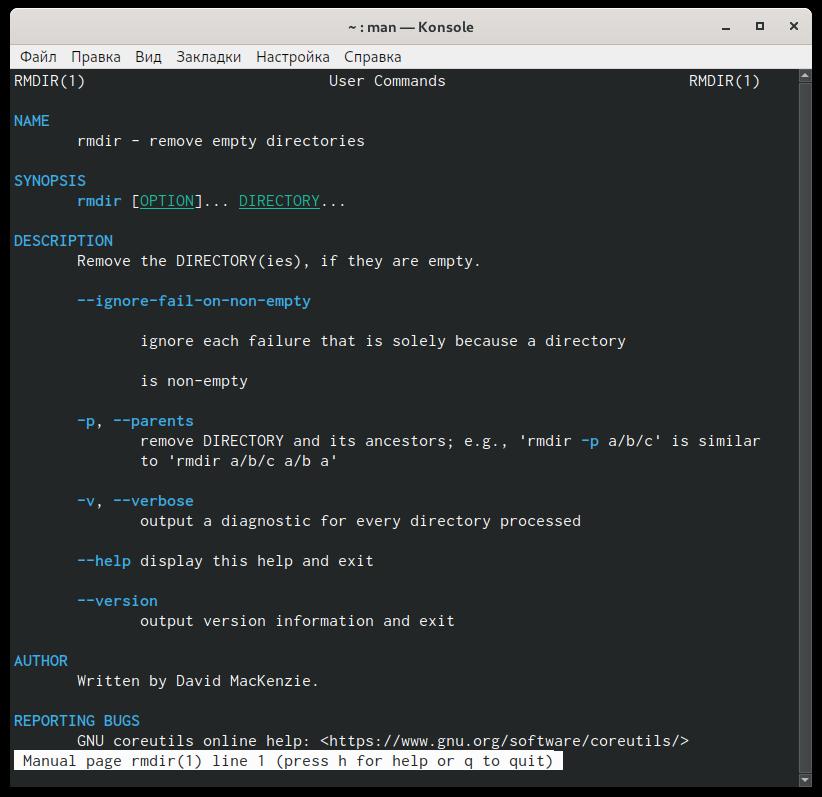 ~ : man — Konsole
Файл Правка Вид Закладки Настройка Справка
RMDIR(1) User Commands RMDIR(1)
NAME
rmdir - remove empty directories
SYNOPSIS
rmdir [OPTION]... DIRECTORY...
DESCRIPTION
Remove the DIRECTORY(ies), if they are empty.
--ignore-fail-on-non-empty
ignore each failure that is solely because a directory
is non-empty
-p, --parents
remove DIRECTORY and its ancestors; e.g., 'rmdir -p a/b/c' is similar
to 'rmdir a/b/c a/b a'
-v, --verbose
output a diagnostic for every directory processed
--help display this help and exit
--version
output version information and exit
AUTHOR
Written by David MacKenzie.
REPORTING BUGS
GNU coreutils online help: <https://www.gnu.org/software/coreutils/>
Manual page rmdir(1) line 1 (press h for help or q to quit)